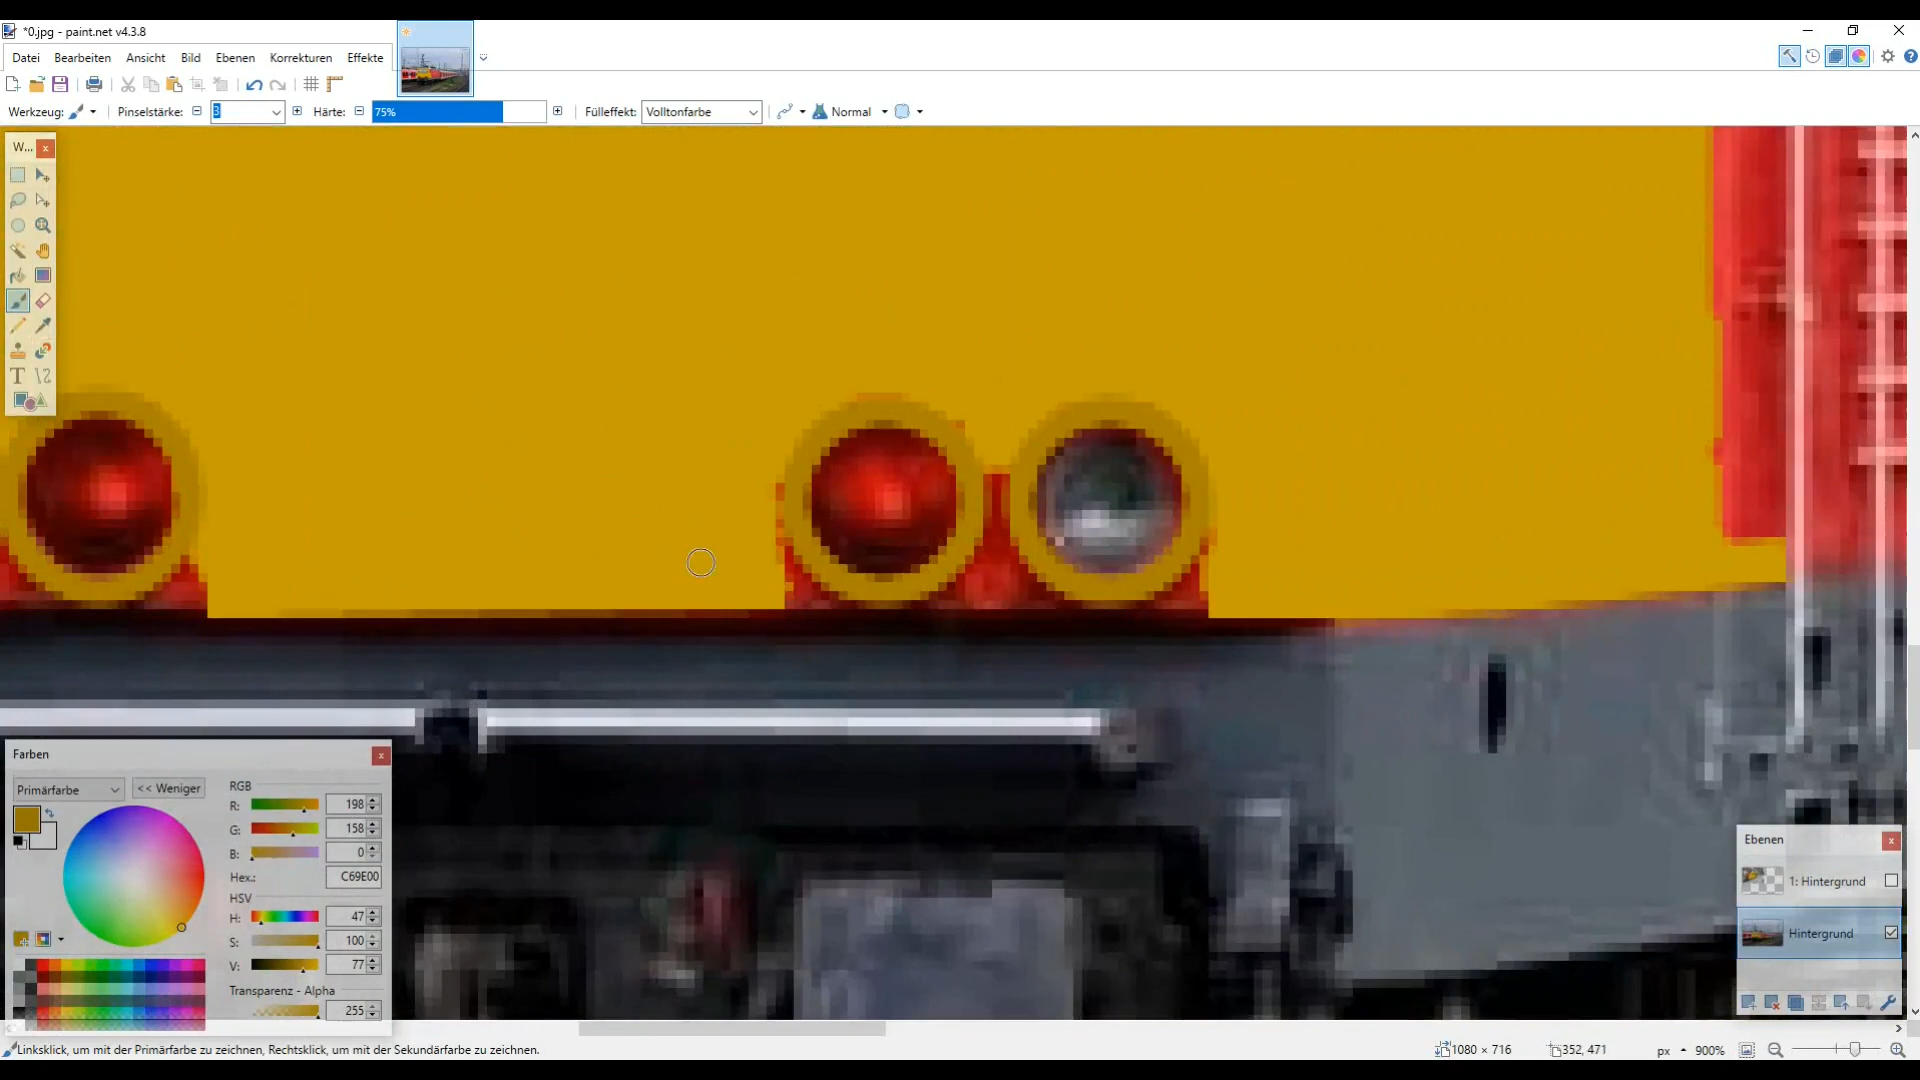 *0.jpg - paint.net v4.3.8
Datei Bearbeiten Ansicht Bild Ebenen Korrekturen Effekte
Werkzeug: Pinselstärke: 3 Härte: 75% Fülleffekt: Volltonfarbe Normal
W...
Farben
Primärfarbe << Weniger
RGB
R: 198
G: 158
B: 0
Hex.: C69E00
HSV
H: 47
S: 100
V: 77
Transparenz - Alpha
255
Ebenen
1: Hintergrund
Hintergrund
Linksklick, um mit der Primärfarbe zu zeichnen, Rechtsklick, um mit der Sekundärfarbe zu zeichnen. 1080 × 716 352, 471 px 900%